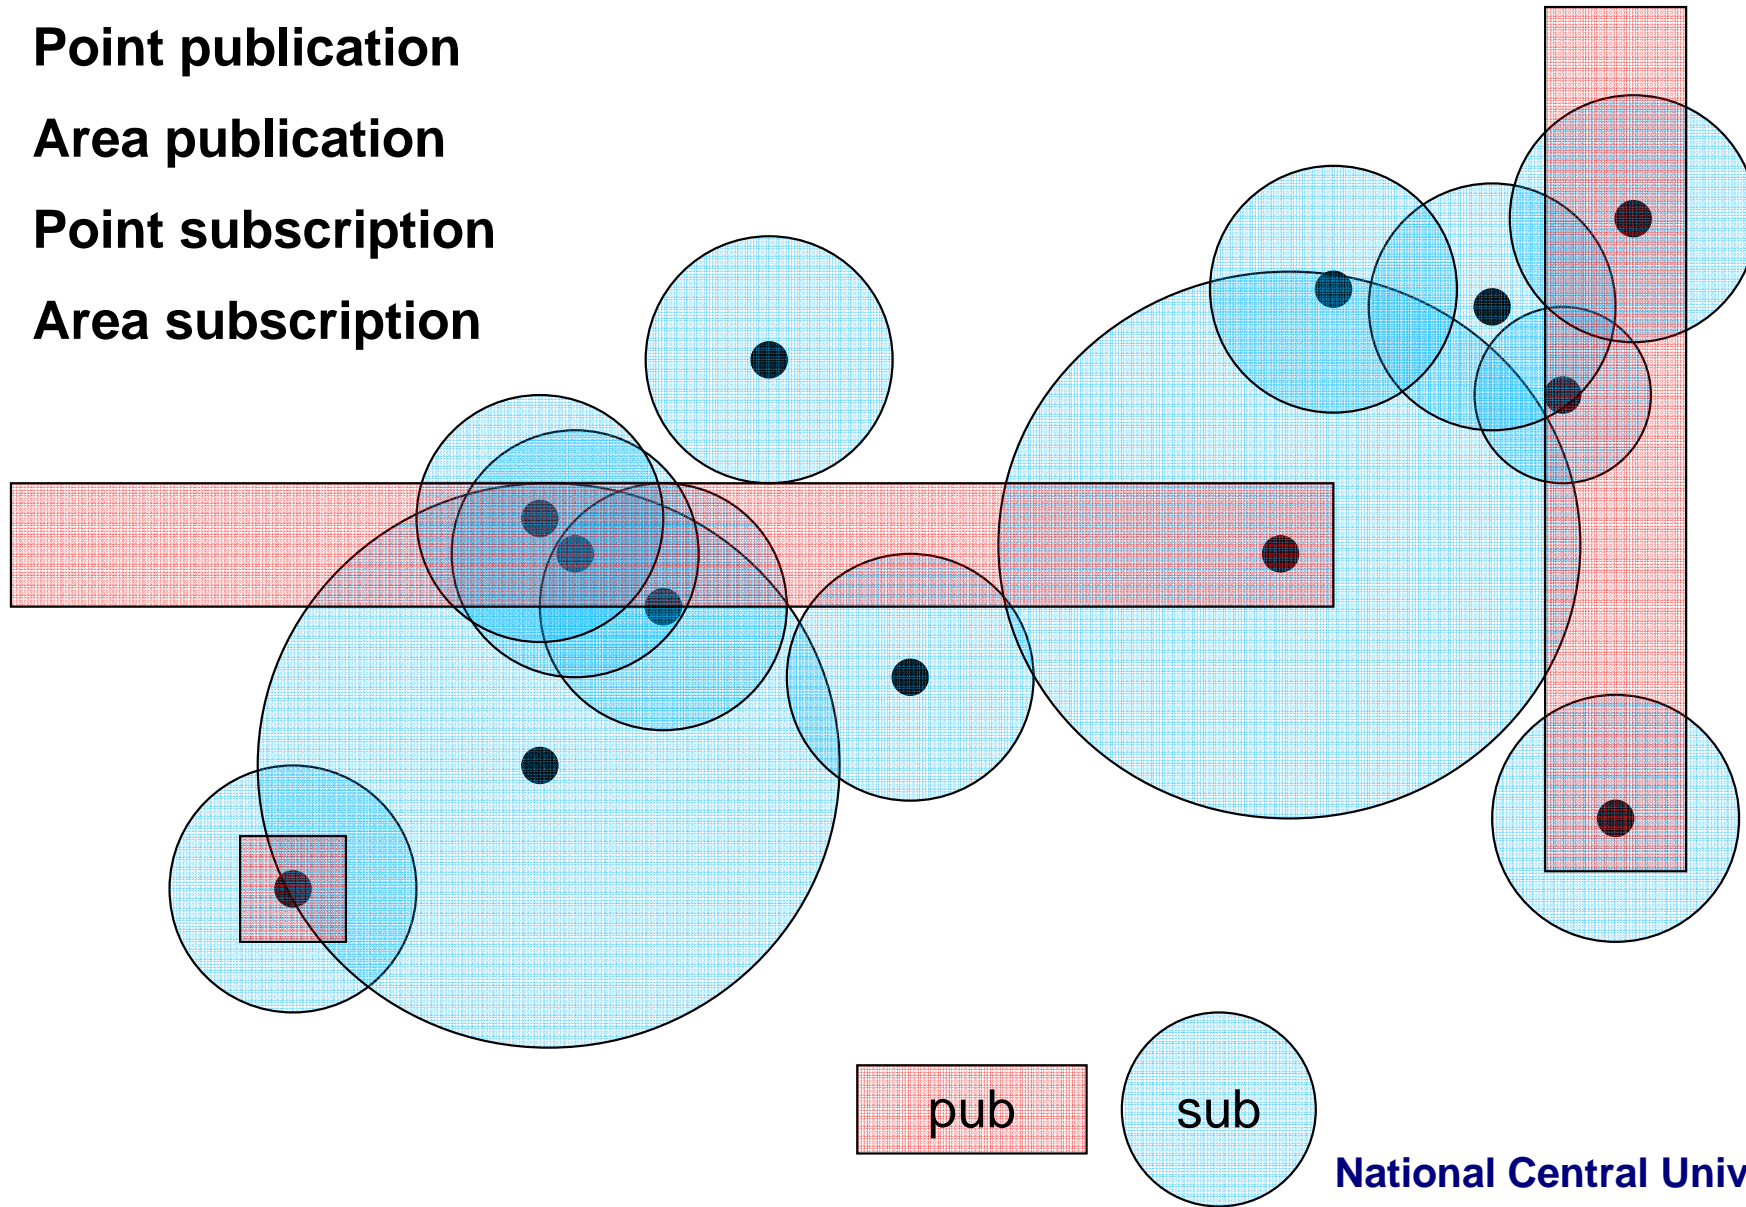 Point publication
Area publication
Point subscription
Area subscription
pub
sub
National Central Univ